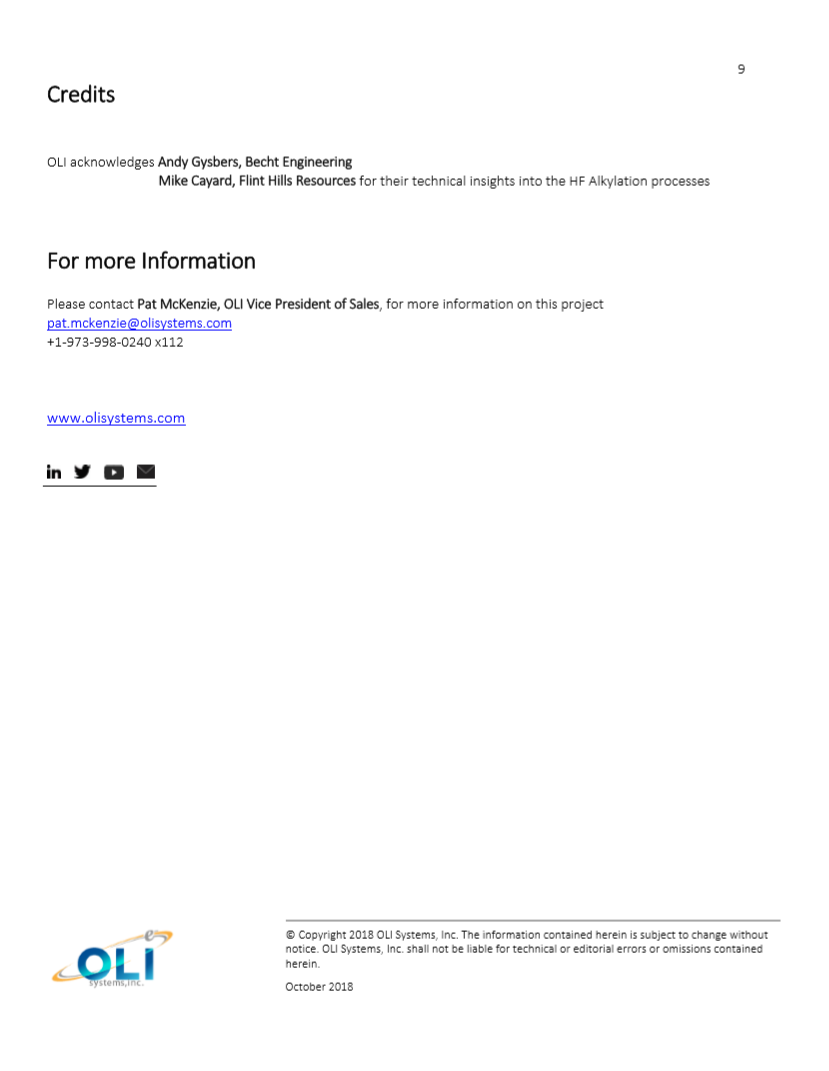 9
Credits
OLI acknowledges Andy Gysbers, Becht Engineering
Mike Cayard, Flint Hills Resources for their technical insights into the HF Alkylation processes
For more Information
Please contact Pat McKenzie, OLI Vice President of Sales, for more information on this project
pat.mckenzie@olisystems.com
+1-973-998-0240 x112
www.olisystems.com
in
© Copyright 2018 OLI Systems, Inc. The information contained herein is subject to change without
notice. OLI Systems, Inc. shall not be liable for technical or editorial errors or omissions contained
herein.
October 2018
e
OLI
systems,inc.